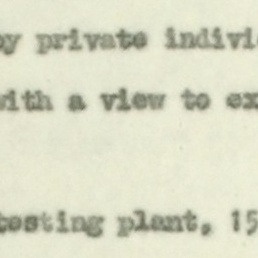 by private indivi
with a view to ex
testing plant, 15